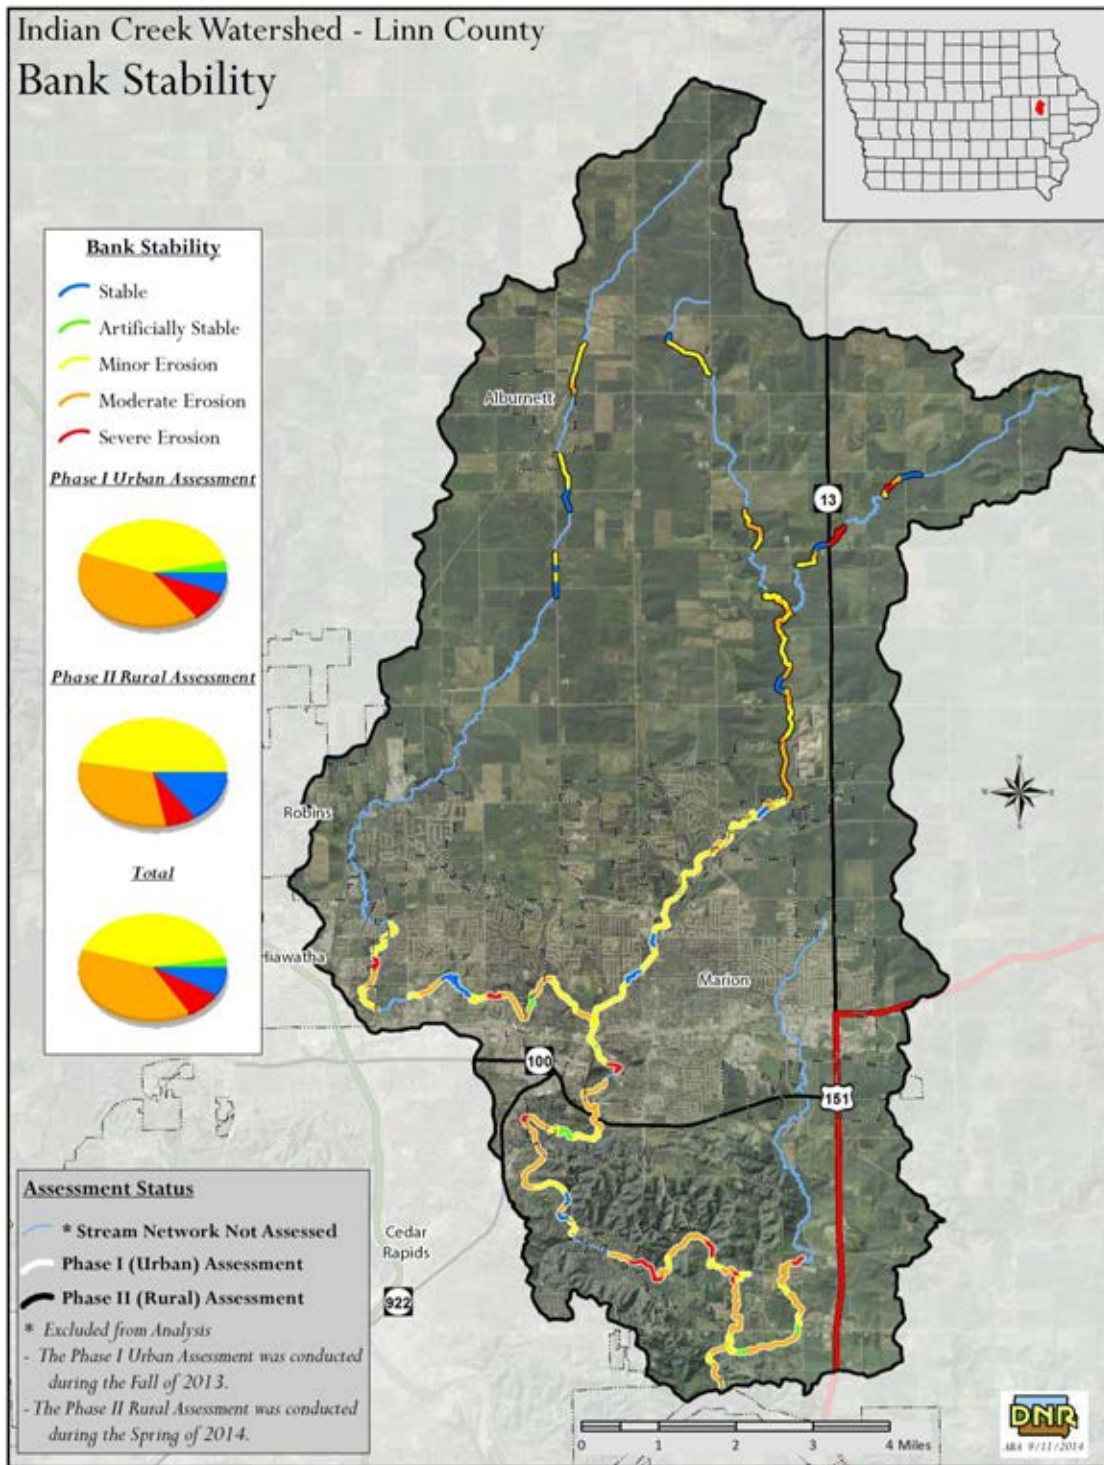 Indian Creek Watershed - Linn County
Bank Stability
Bank Stability
Stable
Artificially Stable
Minor Erosion
Moderate Erosion
Severe Erosion
Phase I Urban Assessment
Phase II Rural Assessment
Total
Alburnett
13
Robins
Hiawatha
Marion
100
151
Cedar
Rapids
922
N
W
E
S
Assessment Status
* Stream Network Not Assessed
Phase I (Urban) Assessment
Phase II (Rural) Assessment
* Excluded from Analysis
- The Phase I Urban Assessment was conducted
during the Fall of 2013.
- The Phase II Rural Assessment was conducted
during the Spring of 2014.
0 1 2 3 4 Miles
DNR
ABA 9/11/2014